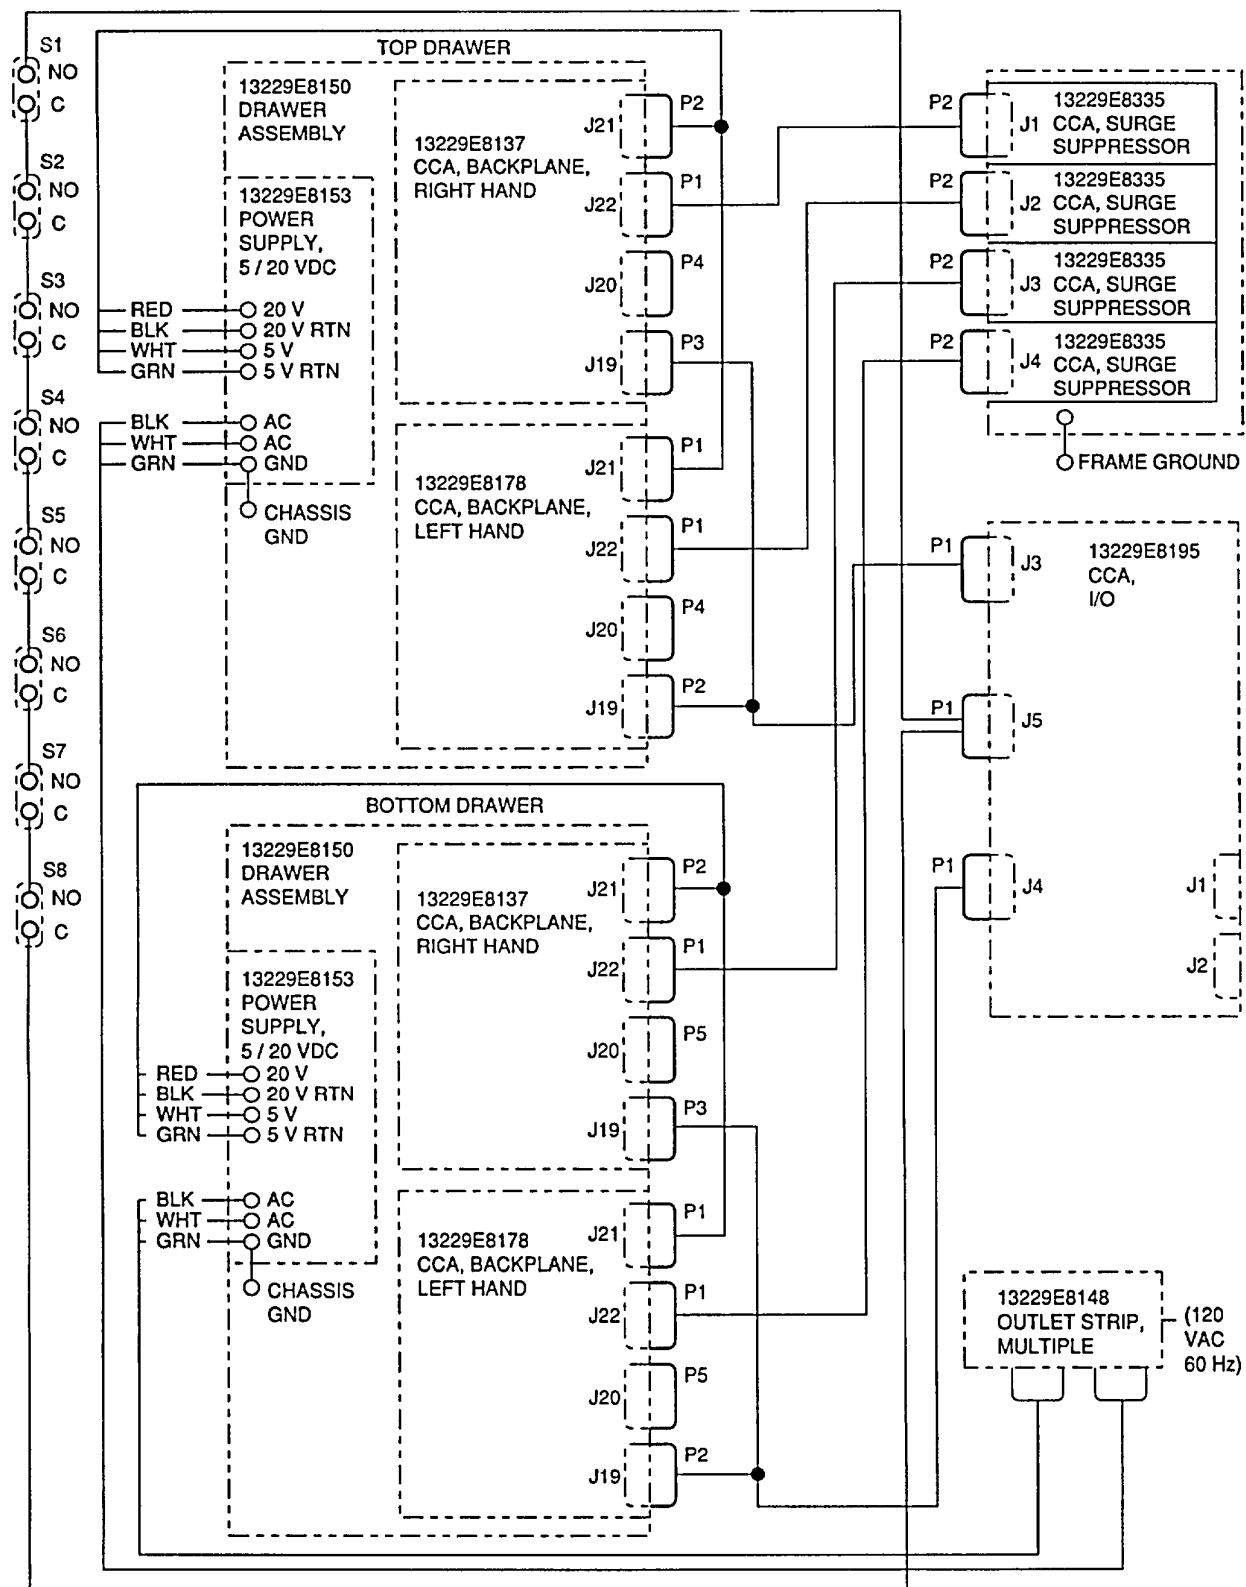 S1
NO
C
S2
NO
C
S3
NO
C
S4
NO
C
S5
NO
C
S6
NO
C
S7
NO
C
S8
NO
C
TOP DRAWER
13229E8150
DRAWER
ASSEMBLY
13229E8153
POWER
SUPPLY,
5 / 20 VDC
RED 20 V
BLK 20 V RTN
WHT 5 V
GRN 5 V RTN
BLK AC
WHT AC
GRN GND
CHASSIS
GND
13229E8137
CCA, BACKPLANE,
RIGHT HAND
J21 P2
J22 P1
J20 P4
J19 P3
13229E8178
CCA, BACKPLANE,
LEFT HAND
J21 P1
J22 P1
J20 P4
J19 P2
BOTTOM DRAWER
13229E8150
DRAWER
ASSEMBLY
13229E8153
POWER
SUPPLY,
5 / 20 VDC
RED 20 V
BLK 20 V RTN
WHT 5 V
GRN 5 V RTN
BLK AC
WHT AC
GRN GND
CHASSIS
GND
13229E8137
CCA, BACKPLANE,
RIGHT HAND
J21 P2
J22 P1
J20 P5
J19 P3
13229E8178
CCA, BACKPLANE,
LEFT HAND
J21 P1
J22 P1
J20 P5
J19 P2
P2 J1 13229E8335
CCA, SURGE
SUPPRESSOR
P2 J2 13229E8335
CCA, SURGE
SUPPRESSOR
P2 J3 13229E8335
CCA, SURGE
SUPPRESSOR
P2 J4 13229E8335
CCA, SURGE
SUPPRESSOR
FRAME GROUND
P1 J3 13229E8195
CCA,
I/O
P1 J5
P1 J4
J1
J2
13229E8148
OUTLET STRIP,
MULTIPLE
(120
VAC
60 Hz)